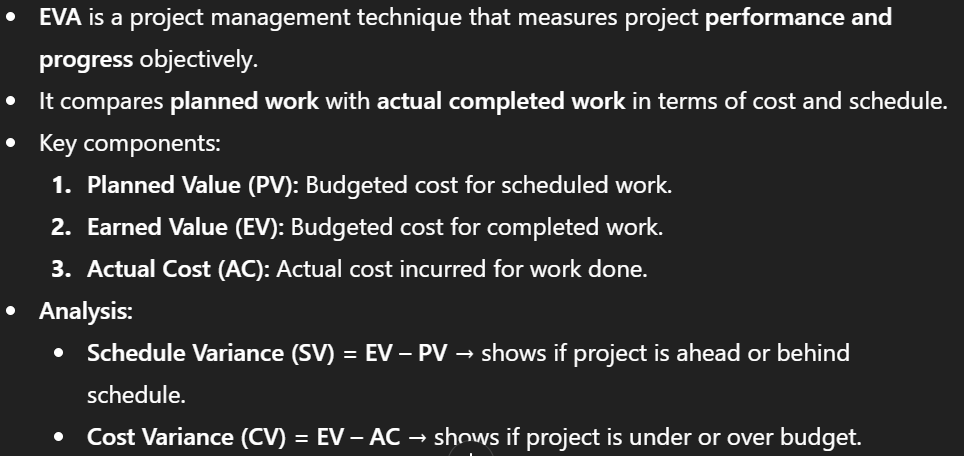 • EVA is a project management technique that measures project performance and
progress objectively.
• It compares planned work with actual completed work in terms of cost and schedule.
• Key components:
1. Planned Value (PV): Budgeted cost for scheduled work.
2. Earned Value (EV): Budgeted cost for completed work.
3. Actual Cost (AC): Actual cost incurred for work done.
• Analysis:
• Schedule Variance (SV) = EV – PV → shows if project is ahead or behind
schedule.
• Cost Variance (CV) = EV – AC → shows if project is under or over budget.